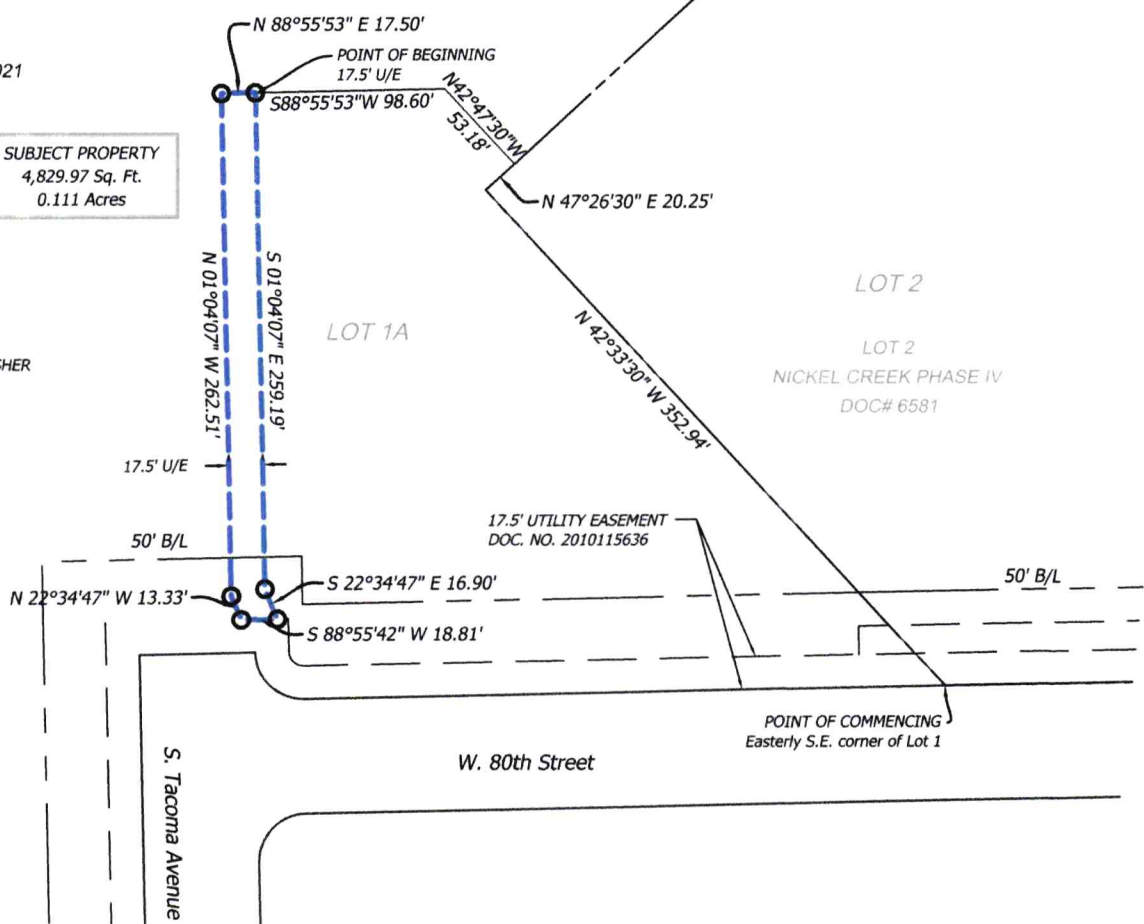 N 88°55'53" E 17.50'
POINT OF BEGINNING
17.5' U/E
S88°55'53"W 98.60'
N42°47'30"W
53.18'
021
SUBJECT PROPERTY
4,829.97 Sq. Ft.
0.111 Acres
N 47°26'30" E 20.25'
N 01°04'07" W 262.51'
S 01°04'07" E 259.19'
LOT 1A
LOT 2
LOT 2
NICKEL CREEK PHASE IV
DOC# 6581
N 42°33'30" W 352.94'
SHER
17.5' U/E
17.5' UTILITY EASEMENT
DOC. NO. 2010115636
50' B/L
50' B/L
S 22°34'47" E 16.90'
N 22°34'47" W 13.33'
S 88°55'42" W 18.81'
POINT OF COMMENCING
Easterly S.E. corner of Lot 1
W. 80th Street
S. Tacoma Avenue